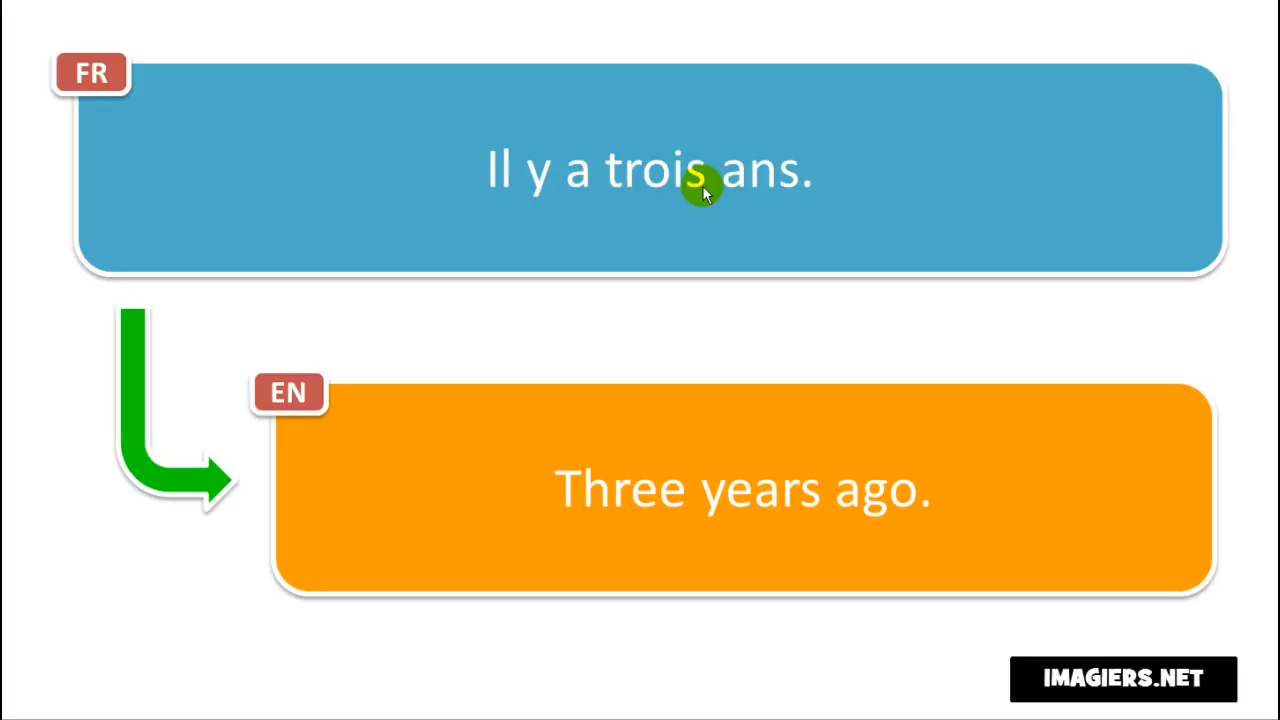 FR
Il y a trois ans.
EN
Three years ago.
IMAGIERS.NET